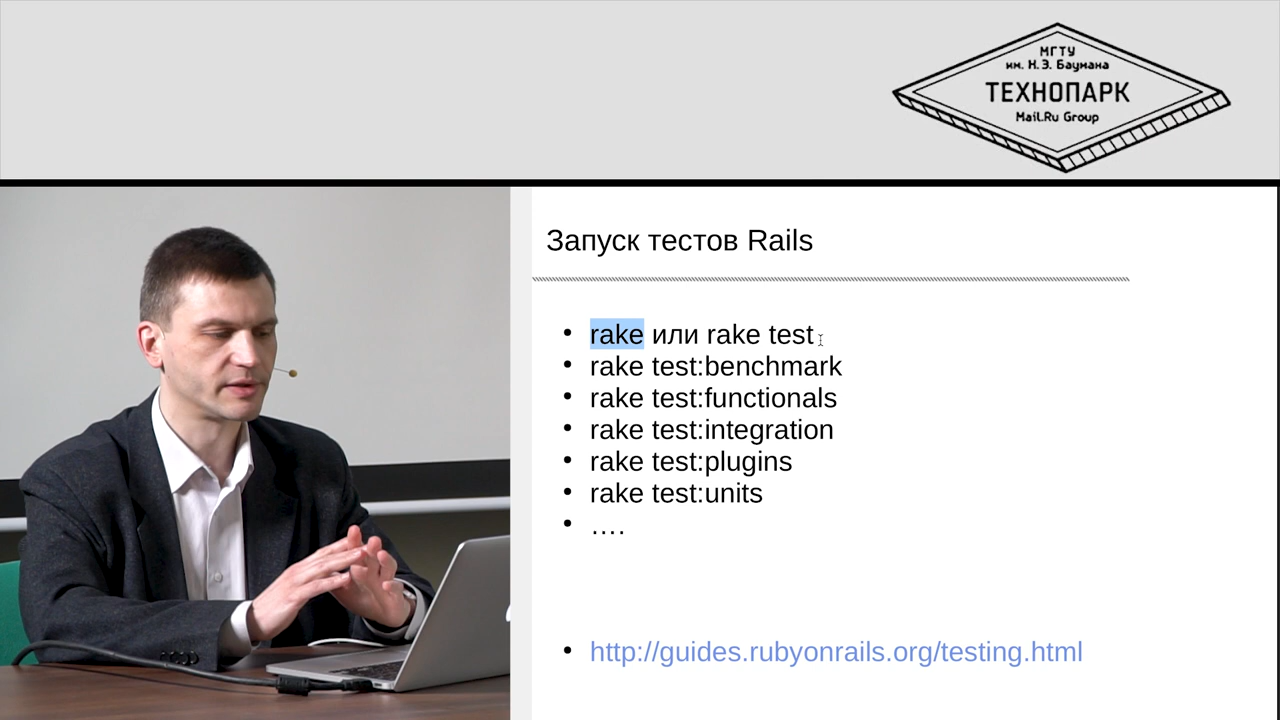 МГТУ
им. Н.Э. Баумана
ТЕХНОПАРК
Mail.Ru Group
Запуск тестов Rails
rake или rake test
rake test:benchmark
rake test:functionals
rake test:integration
rake test:plugins
rake test:units
….
http://guides.rubyonrails.org/testing.html